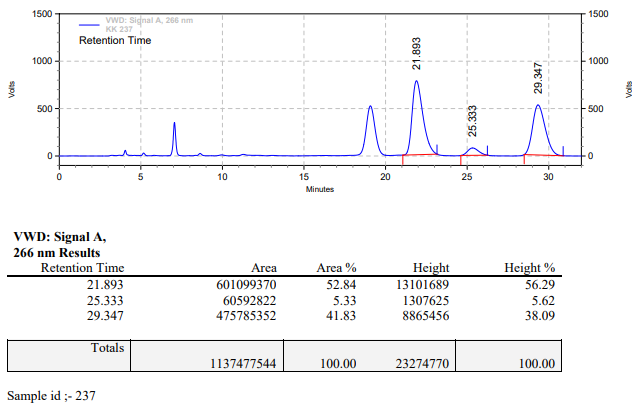 VWD: Signal A, 266 nm
KK 237
Retention Time
1500
1000
500
0
Volts
21.893
25.333
29.347
1500
1000
500
0
Volts
0 5 10 15 20 25 30
Minutes
VWD: Signal A,
266 nm Results
Retention Time Area Area % Height Height %
21.893 601099370 52.84 13101689 56.29
25.333 60592822 5.33 1307625 5.62
29.347 475785352 41.83 8865456 38.09
Totals
1137477544 100.00 23274770 100.00
Sample id ;- 237